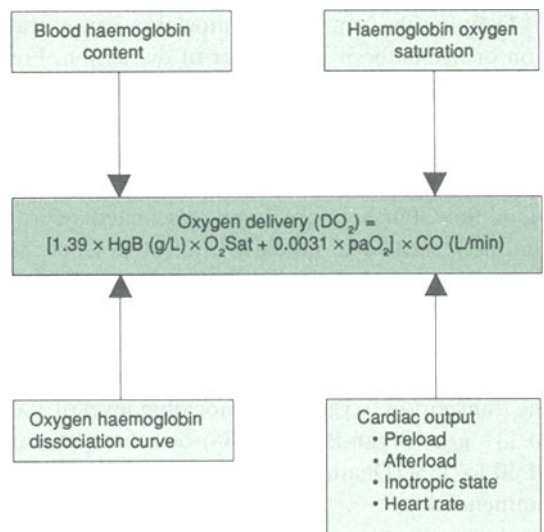 Blood haemoglobin
content
Haemoglobin oxygen
saturation
Oxygen delivery (DO₂) =
[1.39 × HgB (g/L) × O₂Sat + 0.0031 × paO₂] × CO (L/min)
Oxygen haemoglobin
dissociation curve
Cardiac output
• Preload
• Afterload
• Inotropic state
• Heart rate